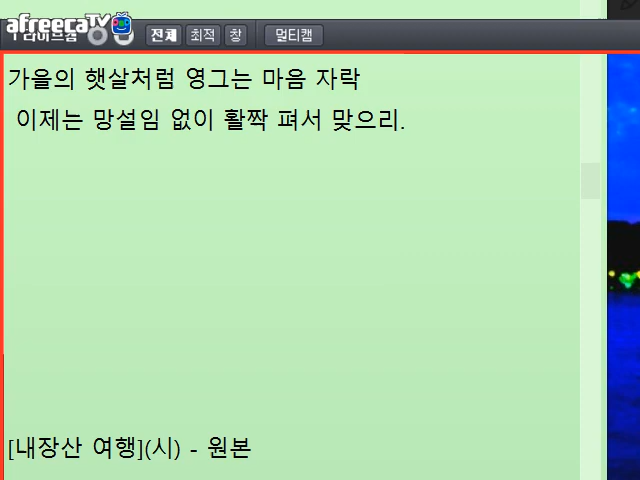 afreecaTV
전체 최적 창 멀티캠
가을의 햇살처럼 영그는 마음 자락
이제는 망설임 없이 활짝 펴서 맞으리.
[내장산 여행](시) - 원본